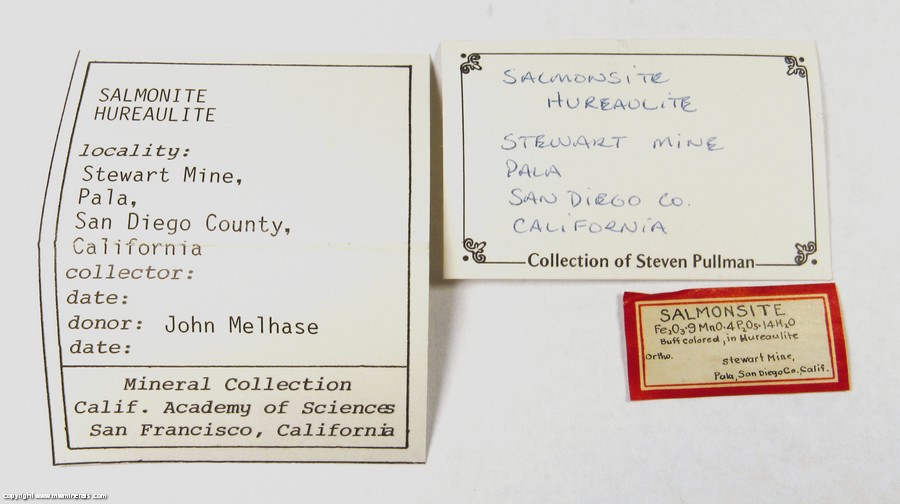 SALMONITE
HUREAULITE
locality:
Stewart Mine,
Pala,
San Diego County,
California
collector:
date:
donor: John Melhase
date:
Mineral Collection
Calif. Academy of Sciences
San Francisco, California
SALMONSITE
HUREAULITE
STEWART MINE
PALA
SAN DIEGO CO.
CALIFORNIA
Collection of Steven Pullman
SALMONSITE
Fe₂O₃·9MnO·4P₂O₅·14H₂O
Buff colored, in Hureaulite
Ortho.
Stewart Mine,
Pala, San Diego Co., Calif.